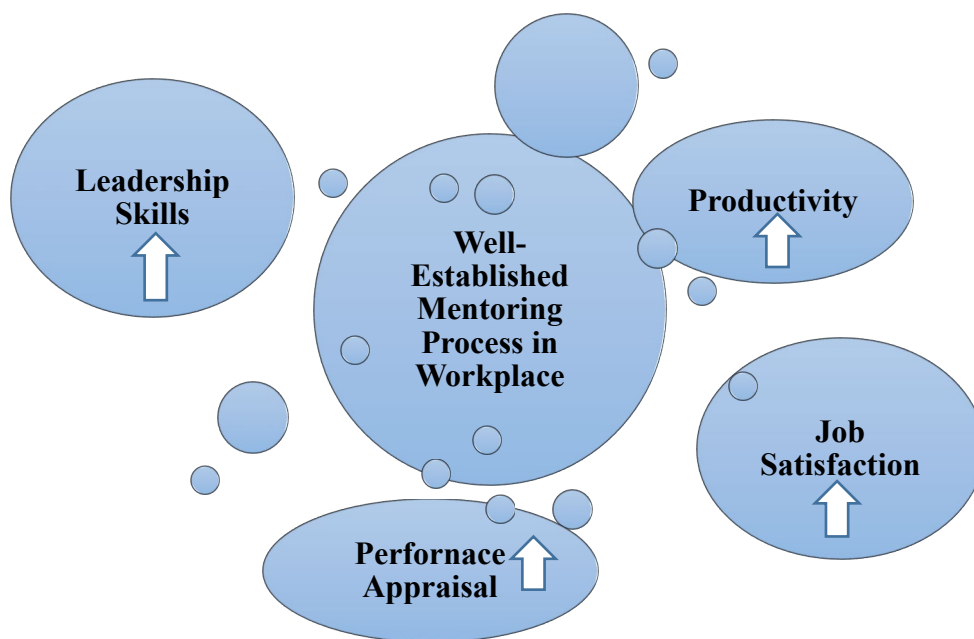 Leadership
Skills
Productivity
Well-
Established
Mentoring
Process in
Workplace
Job
Satisfaction
Perfornace
Appraisal